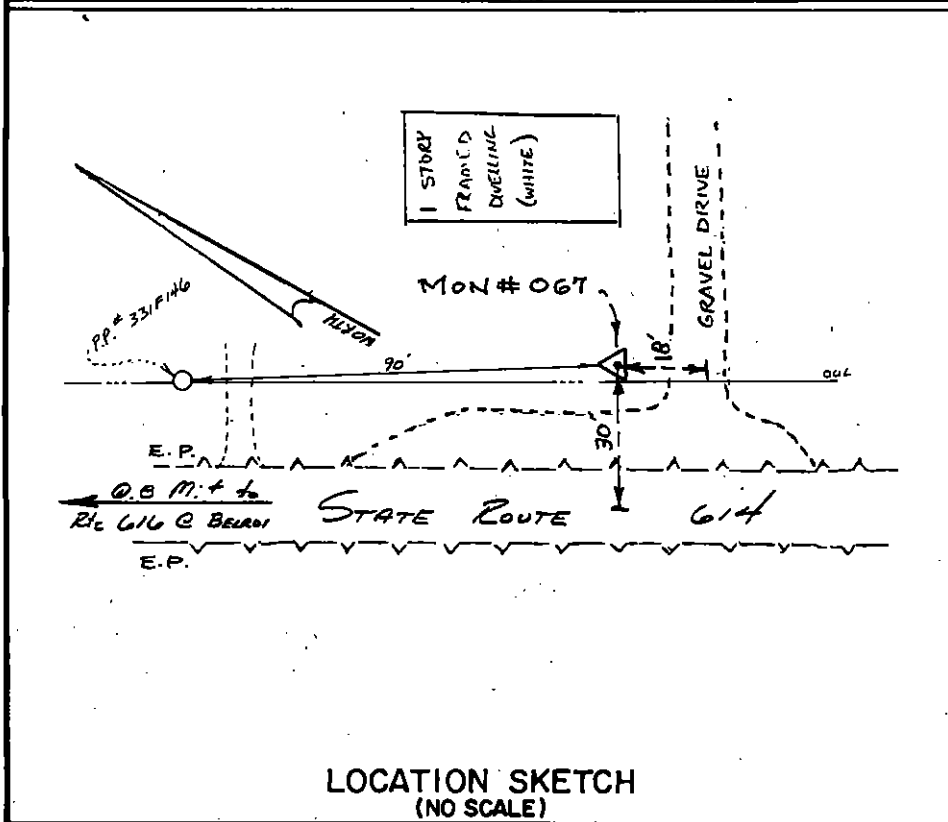 1 STORY
FRAMED
DWELLING
(WHITE)
GRAVEL DRIVE
MON # 067
NORTH
P.P.# 331F146
90'
18'
OUL
30'
E.P.
0.8 Mi ± to
Rte 616 @ BELROI
STATE ROUTE 614
E.P.
LOCATION SKETCH
(NO SCALE)